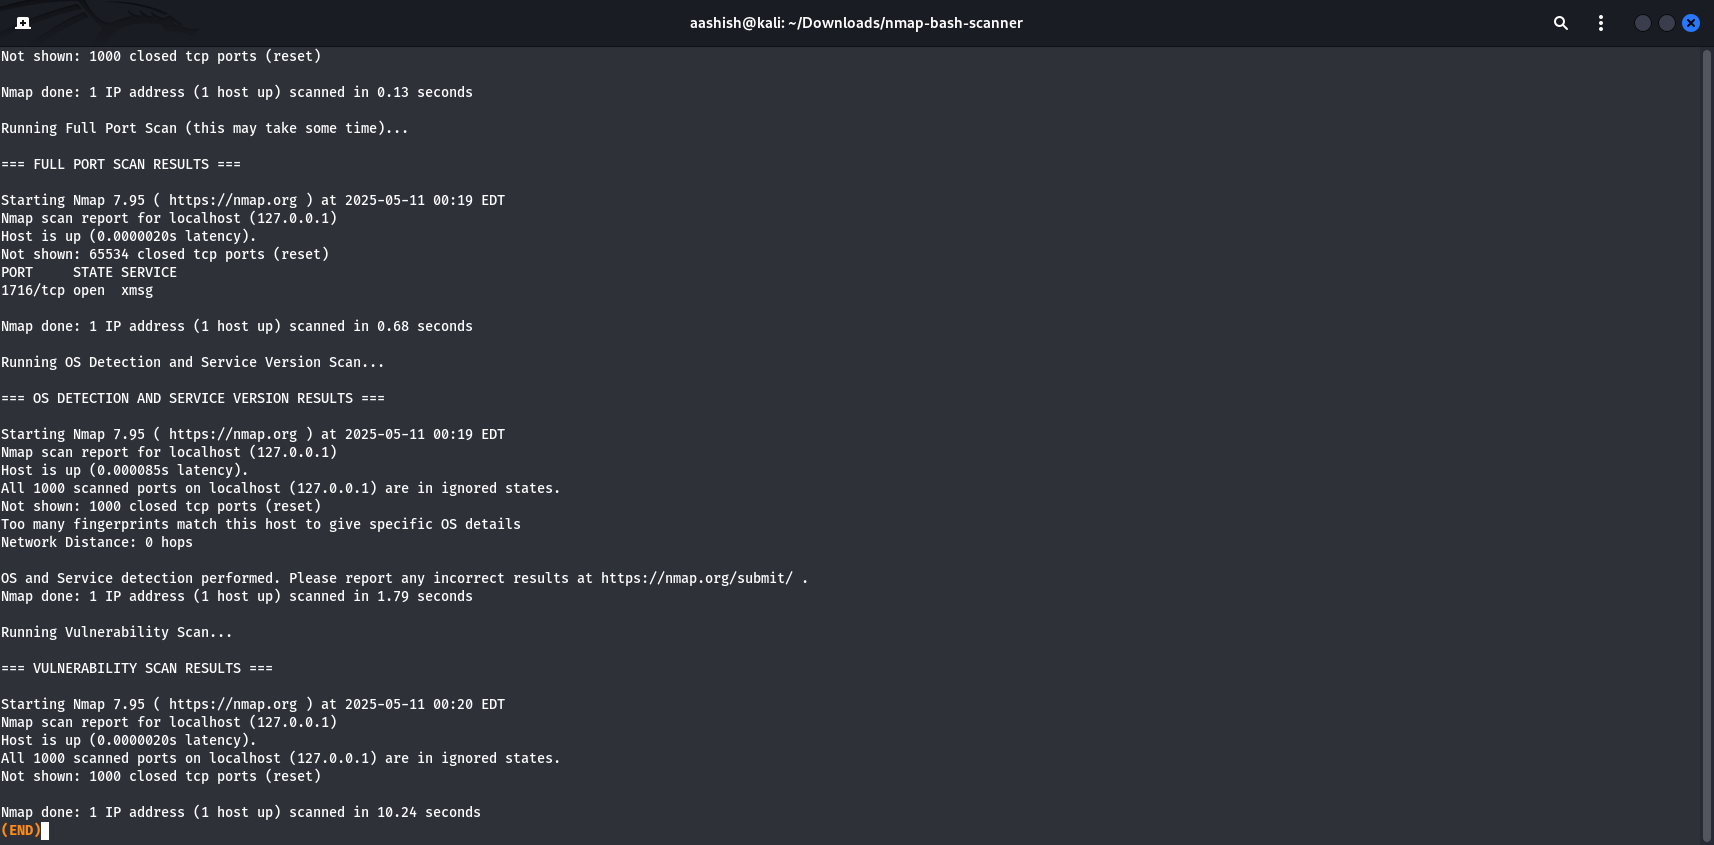 aashish@kali: ~/Downloads/nmap-bash-scanner
Not shown: 1000 closed tcp ports (reset)
Nmap done: 1 IP address (1 host up) scanned in 0.13 seconds
Running Full Port Scan (this may take some time)...
=== FULL PORT SCAN RESULTS ===
Starting Nmap 7.95 ( https://nmap.org ) at 2025-05-11 00:19 EDT
Nmap scan report for localhost (127.0.0.1)
Host is up (0.0000020s latency).
Not shown: 65534 closed tcp ports (reset)
PORT     STATE SERVICE
1716/tcp open  xmsg
Nmap done: 1 IP address (1 host up) scanned in 0.68 seconds
Running OS Detection and Service Version Scan...
=== OS DETECTION AND SERVICE VERSION RESULTS ===
Starting Nmap 7.95 ( https://nmap.org ) at 2025-05-11 00:19 EDT
Nmap scan report for localhost (127.0.0.1)
Host is up (0.000085s latency).
All 1000 scanned ports on localhost (127.0.0.1) are in ignored states.
Not shown: 1000 closed tcp ports (reset)
Too many fingerprints match this host to give specific OS details
Network Distance: 0 hops
OS and Service detection performed. Please report any incorrect results at https://nmap.org/submit/ .
Nmap done: 1 IP address (1 host up) scanned in 1.79 seconds
Running Vulnerability Scan...
=== VULNERABILITY SCAN RESULTS ===
Starting Nmap 7.95 ( https://nmap.org ) at 2025-05-11 00:20 EDT
Nmap scan report for localhost (127.0.0.1)
Host is up (0.0000020s latency).
All 1000 scanned ports on localhost (127.0.0.1) are in ignored states.
Not shown: 1000 closed tcp ports (reset)
Nmap done: 1 IP address (1 host up) scanned in 10.24 seconds
(END)